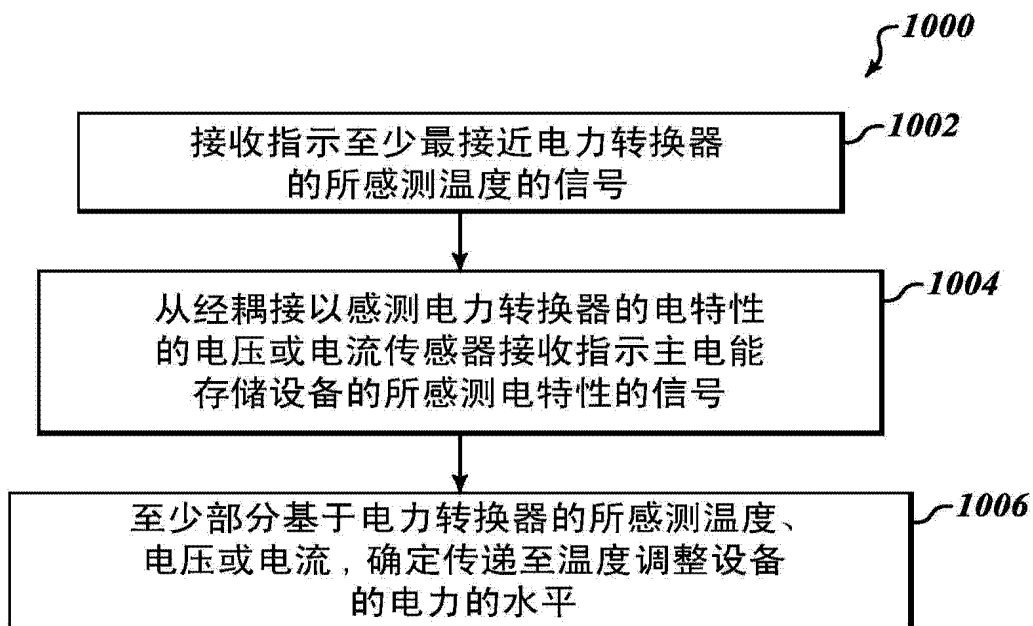 1000
1002
接收指示至少最接近电力转换器
的所感测温度的信号
1004
从经耦接以感测电力转换器的电特性
的电压或电流传感器接收指示主电能
存储设备的所感测电特性的信号
1006
至少部分基于电力转换器的所感测温度、
电压或电流，确定传递至温度调整设备
的电力的水平